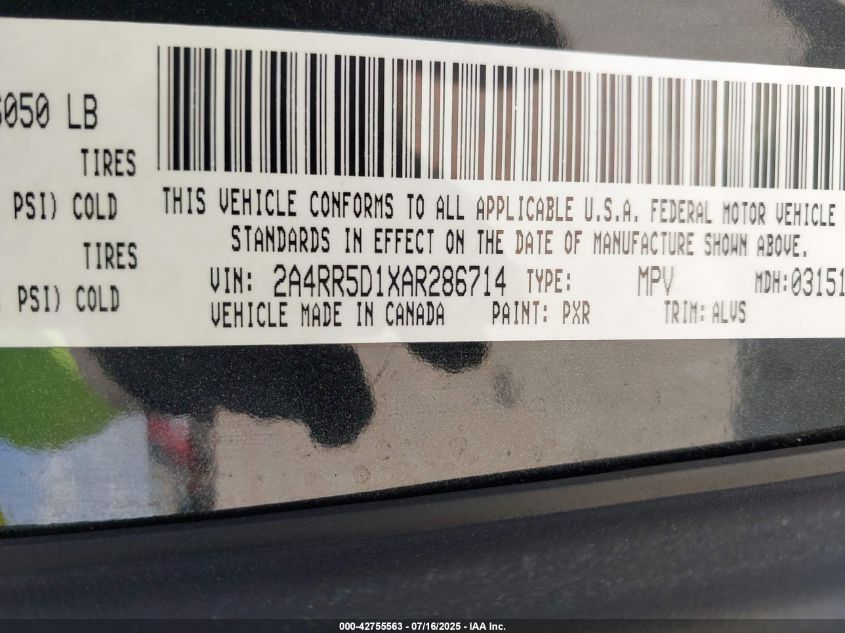 6050 LB
TIRES
PSI) COLD
TIRES
PSI) COLD
THIS VEHICLE CONFORMS TO ALL APPLICABLE U.S.A. FEDERAL MOTOR VEHICLE
STANDARDS IN EFFECT ON THE DATE OF MANUFACTURE SHOWN ABOVE.
VIN: 2A4RR5D1XAR286714 TYPE: MPV MDH:03151
VEHICLE MADE IN CANADA PAINT: PXR TRIM: ALVS
000-42755563 - 07/16/2025 - IAA Inc.